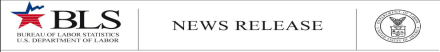 BLS
BUREAU OF LABOR STATISTICS
U.S. DEPARTMENT OF LABOR
NEWS RELEASE